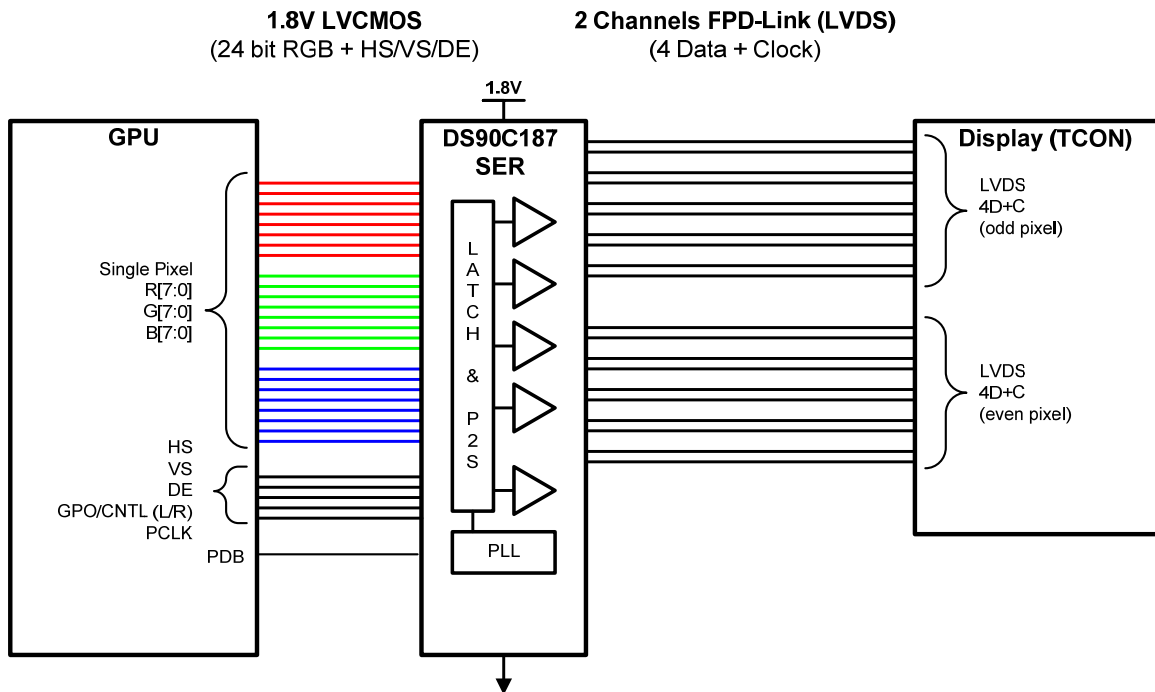 1.8V LVCMOS
(24 bit RGB + HS/VS/DE)
2 Channels FPD-Link (LVDS)
(4 Data + Clock)
1.8V
GPU
Single Pixel
R[7:0]
G[7:0]
B[7:0]
HS
VS
DE
GPO/CNTL (L/R)
PCLK
PDB
DS90C187
SER
LATCH & P2S
PLL
Display (TCON)
LVDS
4D+C
(odd pixel)
LVDS
4D+C
(even pixel)